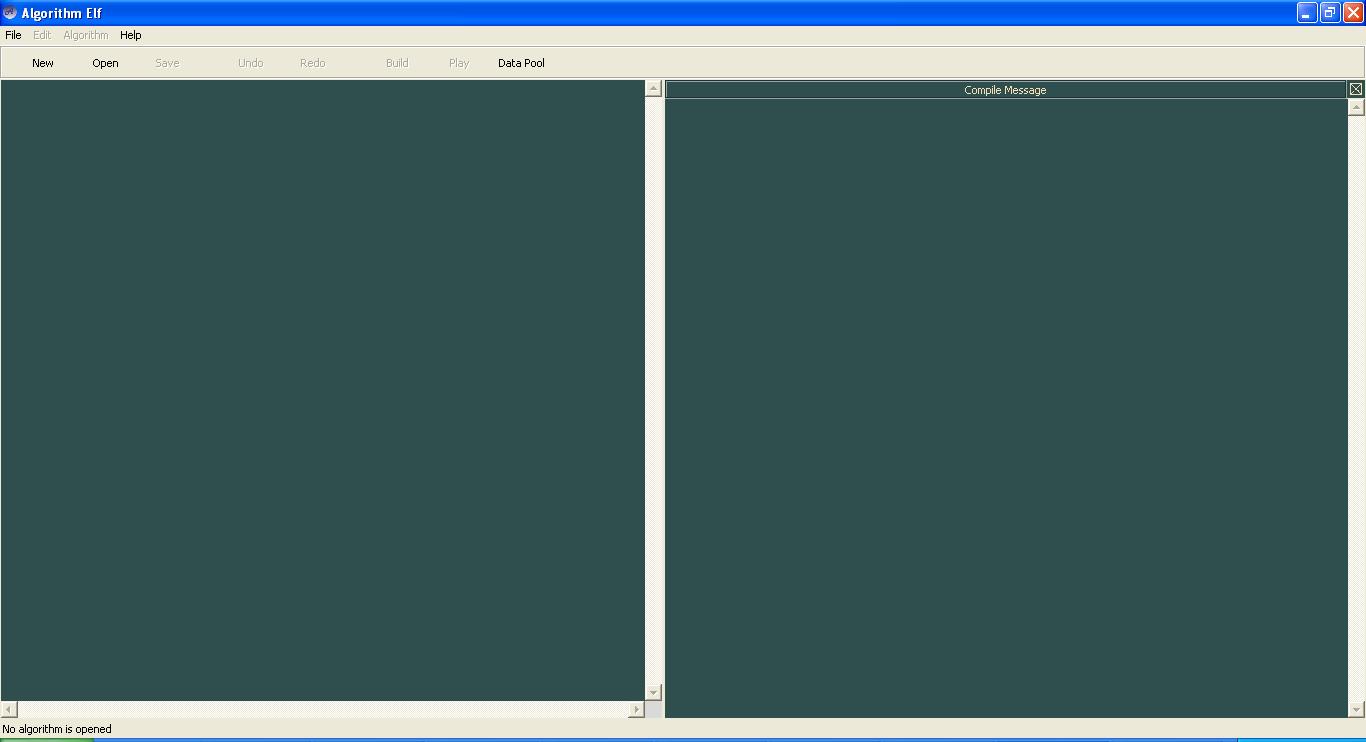 Algorithm Elf
File Edit Algorithm Help
New Open Save Undo Redo Build Play Data Pool
Compile Message
No algorithm is opened